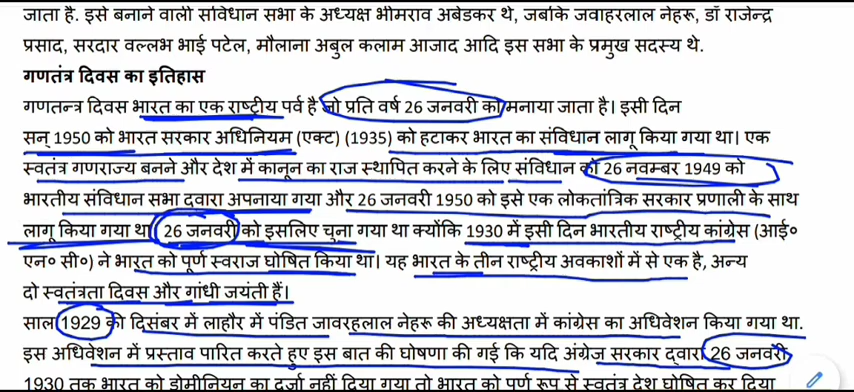 जाता है. इसे बनाने वाली संविधान सभा के अध्यक्ष भीमराव अंबेडकर थे, जबकि जवाहरलाल नेहरू, डॉ राजेन्द्र
प्रसाद, सरदार वल्लभ भाई पटेल, मौलाना अबुल कलाम आजाद आदि इस सभा के प्रमुख सदस्य थे.
गणतंत्र दिवस का इतिहास
गणतन्त्र दिवस भारत का एक राष्ट्रीय पर्व है जो प्रति वर्ष 26 जनवरी को मनाया जाता है। इसी दिन
सन् 1950 को भारत सरकार अधिनियम (एक्ट) (1935) को हटाकर भारत का संविधान लागू किया गया था। एक
स्वतंत्र गणराज्य बनने और देश में कानून का राज स्थापित करने के लिए संविधान को 26 नवम्बर 1949 को
भारतीय संविधान सभा द्वारा अपनाया गया और 26 जनवरी 1950 को इसे एक लोकतांत्रिक सरकार प्रणाली के साथ
लागू किया गया था 26 जनवरी को इसलिए चुना गया था क्योंकि 1930 में इसी दिन भारतीय राष्ट्रीय कांग्रेस (आई०
एन० सी०) ने भारत को पूर्ण स्वराज घोषित किया था। यह भारत के तीन राष्ट्रीय अवकाशों में से एक है, अन्य
दो स्वतंत्रता दिवस और गांधी जयंती हैं।
साल 1929 की दिसंबर में लाहौर में पंडित जावरहलाल नेहरू की अध्यक्षता में कांग्रेस का अधिवेशन किया गया था.
इस अधिवेशन में प्रस्ताव पारित करते हुए इस बात की घोषणा की गई कि यदि अंग्रेज सरकार द्वारा 26 जनवरी
1930 तक भारत को डोमीनियन का दर्जा नहीं दिया गया तो भारत को पूर्ण रूप से स्वतंत्र देश घोषित कर दिया